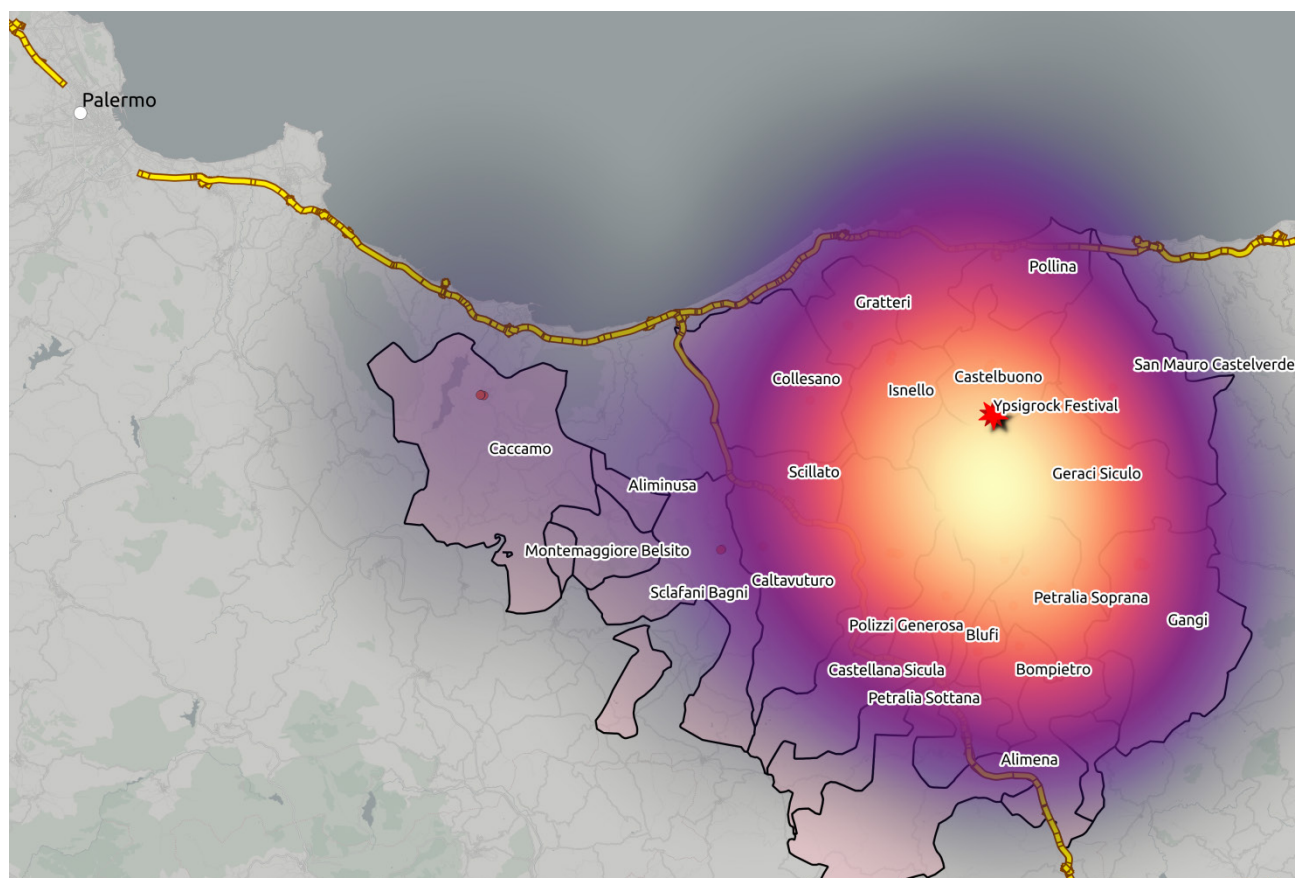 Palermo
Pollina
Gratteri
San Mauro Castelverde
Collesano
Isnello
Castelbuono
Ypsigrock Festival
Caccamo
Scillato
Geraci Siculo
Aliminusa
Montemaggiore Belsito
Caltavuturo
Sclafani Bagni
Petralia Soprana
Gangi
Polizzi Generosa
Blufi
Castellana Sicula
Bompietro
Petralia Sottana
Alimena